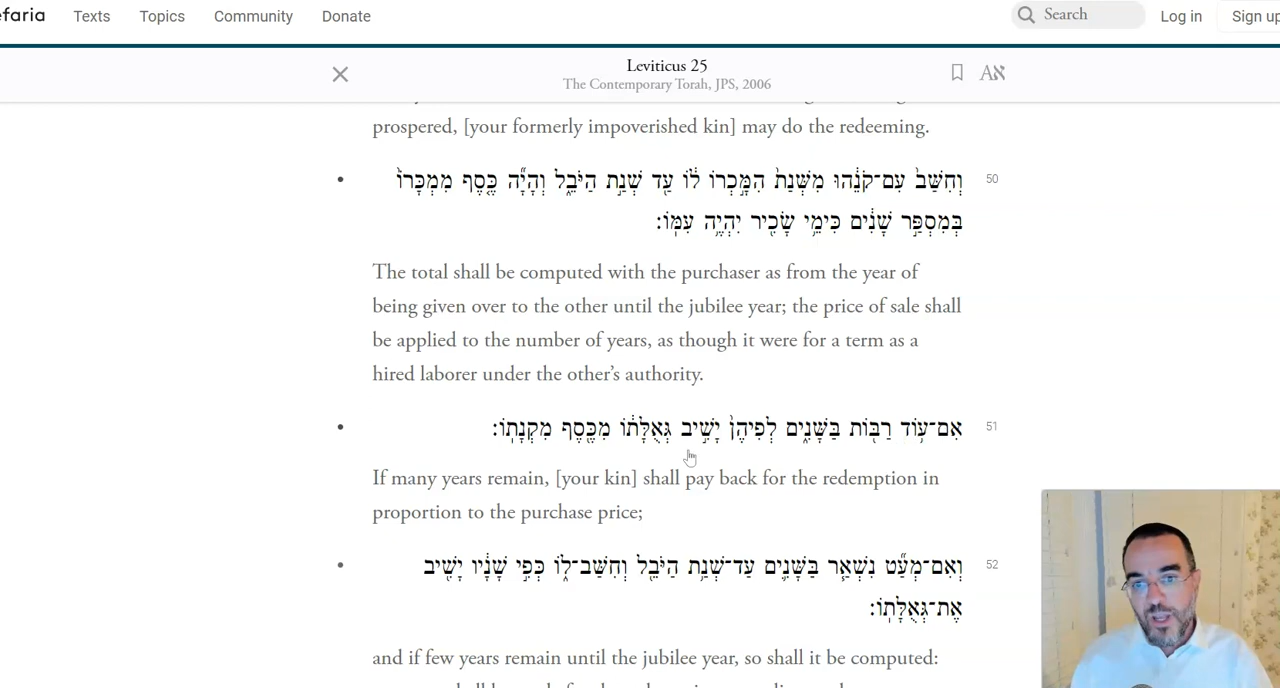 efaria Texts Topics Community Donate Search Log in Sign up
Leviticus 25
The Contemporary Torah, JPS, 2006
prospered, [your formerly impoverished kin] may do the redeeming.
וְחִשַּׁב֙ עִם־קֹנֵ֔הוּ מִשְּׁנַת֙ הִמָּ֣כְרוֹ ל֔וֹ עַ֖ד שְׁנַ֣ת הַיֹּבֵ֑ל וְהָיָ֞ה כֶּ֤סֶף מִמְכָּרוֹ֙ 50
בְּמִסְפַּ֣ר שָׁנִ֔ים כִּימֵ֥י שָׂכִ֖יר יִהְיֶ֥ה עִמּֽוֹ׃
The total shall be computed with the purchaser as from the year of
being given over to the other until the jubilee year; the price of sale shall
be applied to the number of years, as though it were for a term as a
hired laborer under the other’s authority.
אִם־ע֥וֹד רַבּ֖וֹת בַּשָּׁנִ֑ים לְפִיהֶן֙ יָשִׁ֣יב גְּאֻלָּת֔וֹ מִכֶּ֖סֶף מִקְנָתֽוֹ׃ 51
If many years remain, [your kin] shall pay back for the redemption in
proportion to the purchase price;
וְאִם־מְעַ֞ט נִשְׁאַ֧ר בַּשָּׁנִ֛ים עַד־שְׁנַ֥ת הַיֹּבֵ֖ל וְחִשַּׁב־ל֑וֹ כְּפִ֣י שָׁנָ֔יו יָשִׁ֖יב 52
אֶת־גְּאֻלָּתֽוֹ׃
and if few years remain until the jubilee year, so shall it be computed: